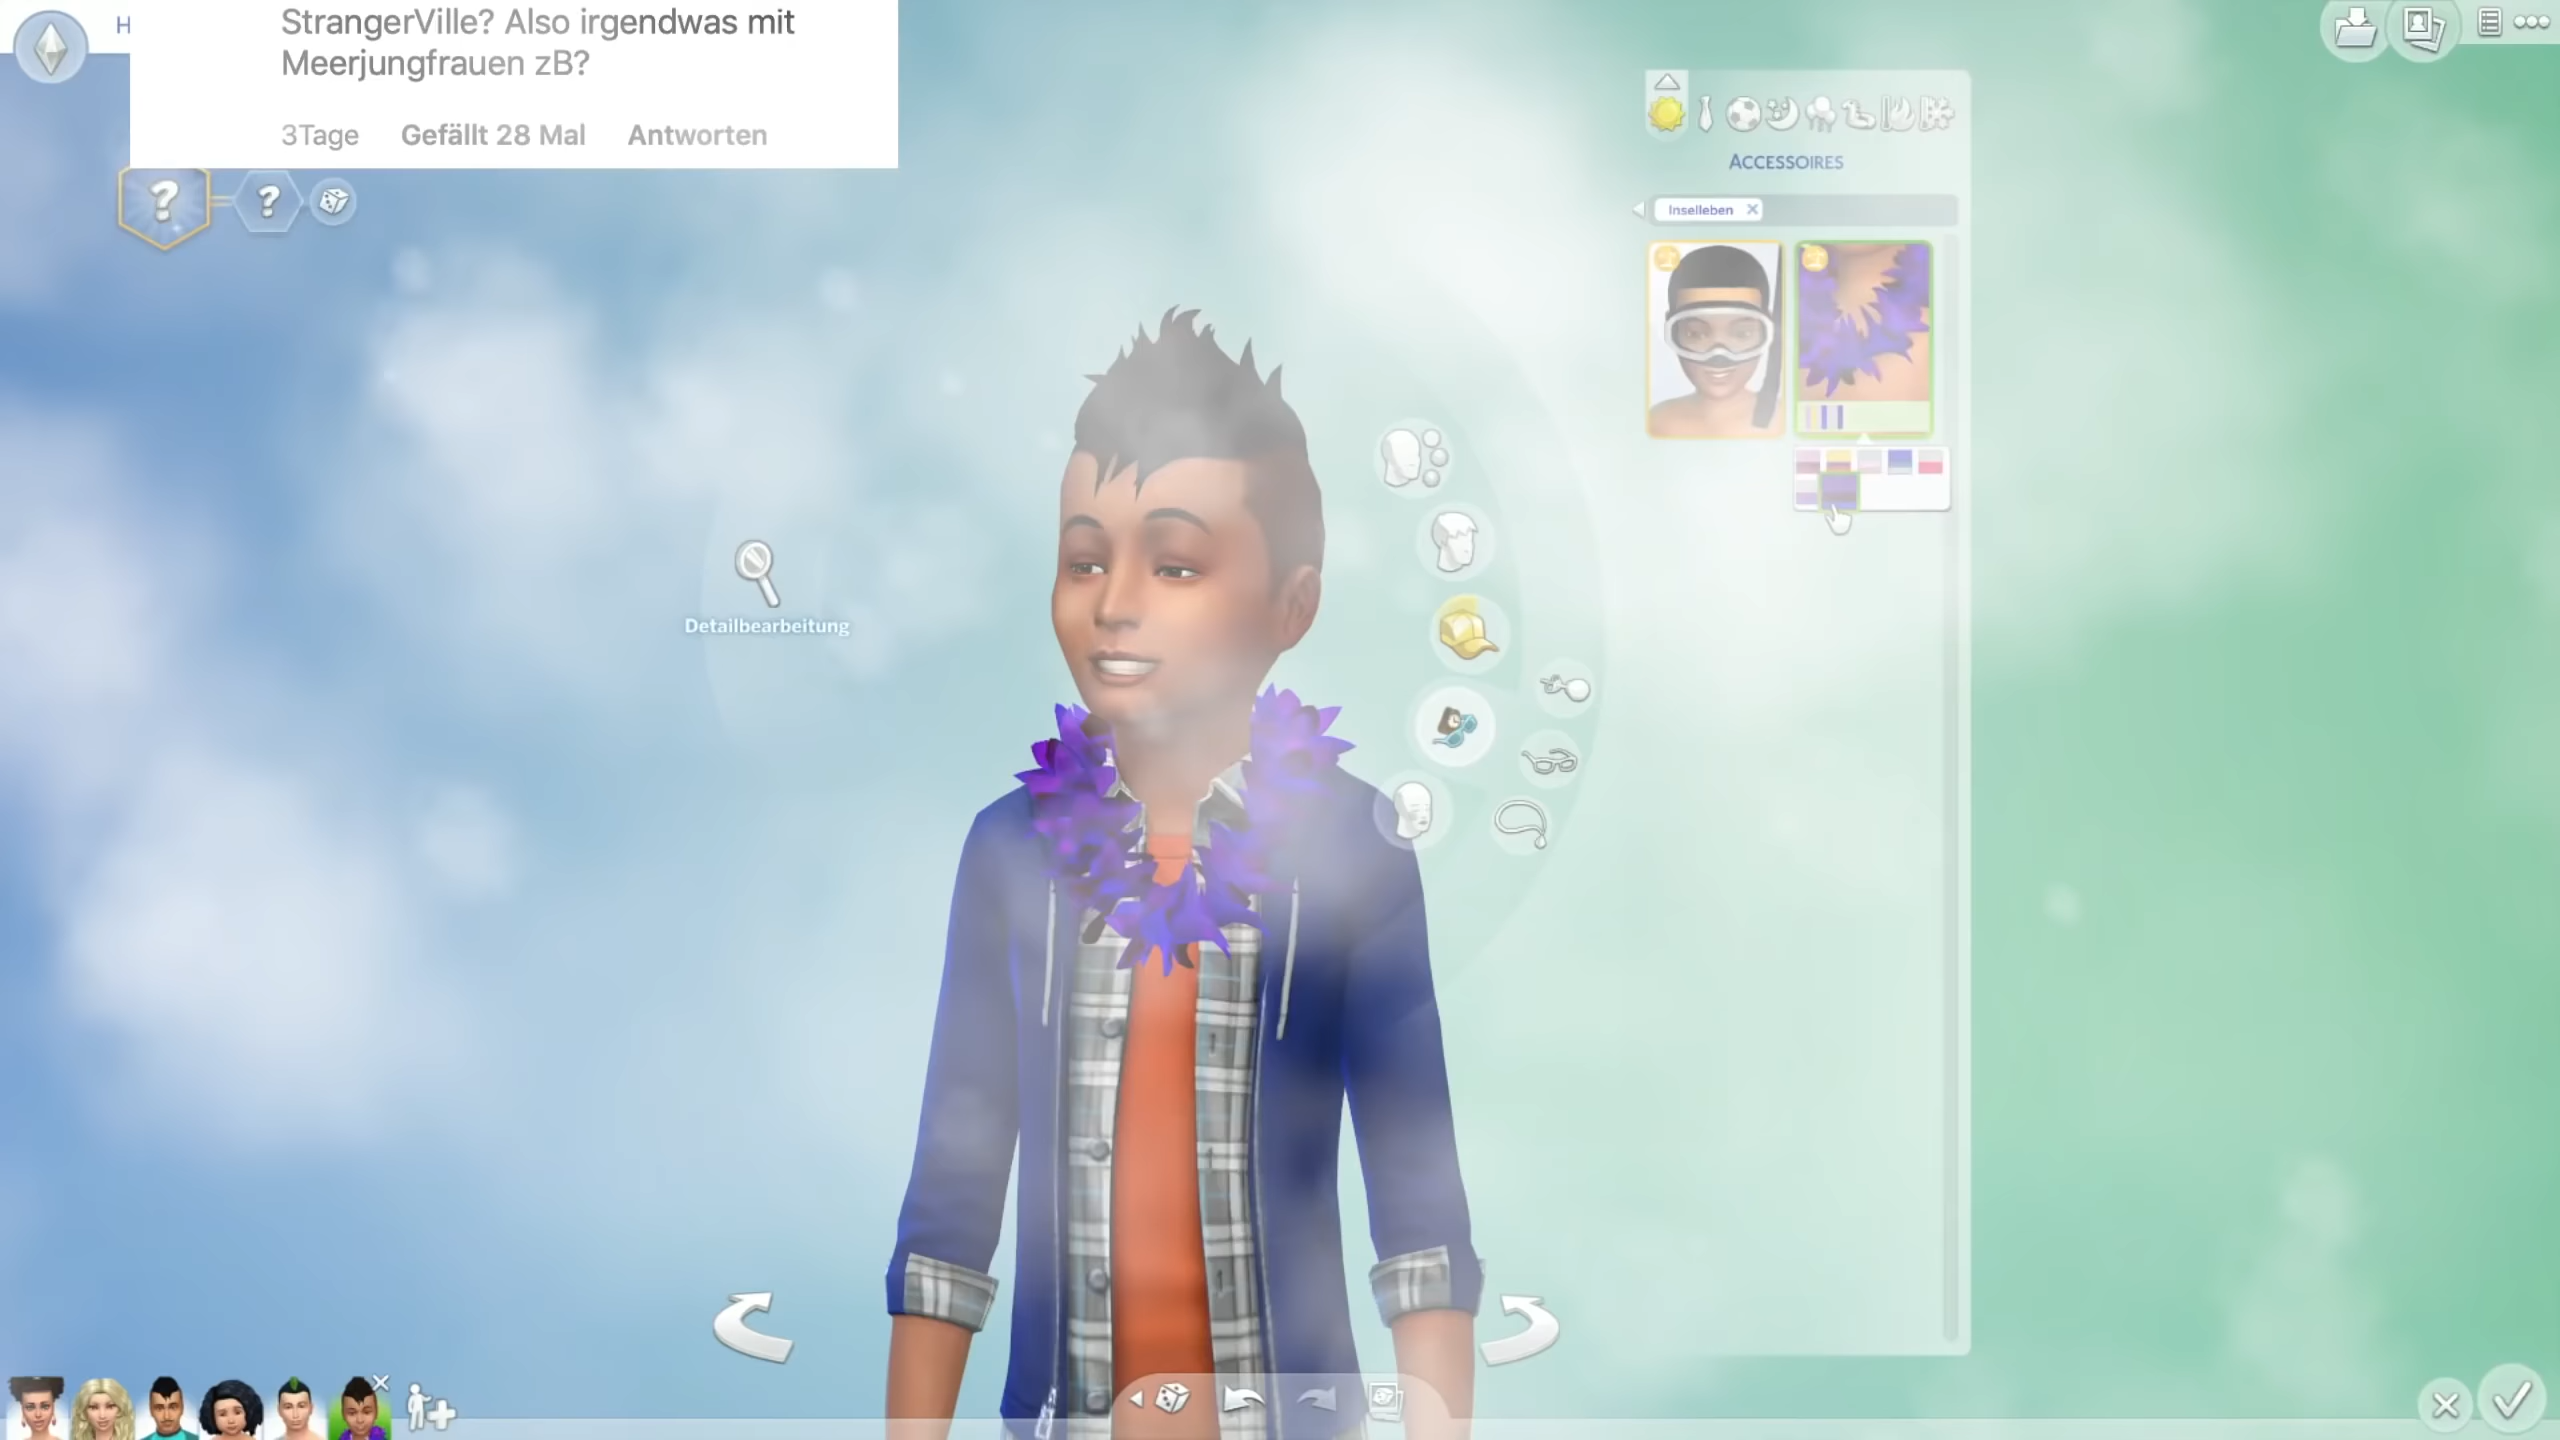 StrangerVille? Also irgendwas mit
Meerjungfrauen zB?
3Tage Gefällt 28 Mal Antworten
H
ACCESSOIRES
Inselleben
Detailbearbeitung